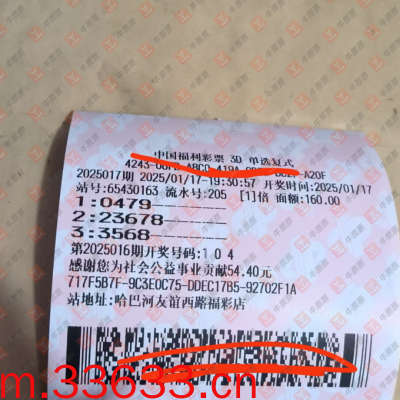 中国福利彩票 3D 单选复式
2025017期 2025/01/17-19:30:57 开奖时间:2025/01/17
站号:65430163 流水号:205 [1]倍 面额:160.00
1:0479
2:23678
3:3568
第2025016期开奖号码:1 0 4
感谢您为社会公益事业贡献54.40元
717F5B7F-9C3E0C75-DDEC17B5-92702F1A
站地址:哈巴河友谊西路福彩店
m.33633.cn